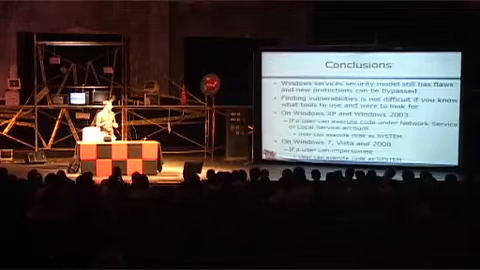 Conclusions
• Windows services security model still has flaws
and new protections can be bypassed
• Finding vulnerabilities is not difficult if you know
what tools to use and were to look for
• On Windows XP and Windows 2003
– If a user can execute code under Network Service
or Local Service account
• User can execute code as SYSTEM
• On Windows 7, Vista and 2008
– If a user can impersonate
• User can execute code as SYSTEM